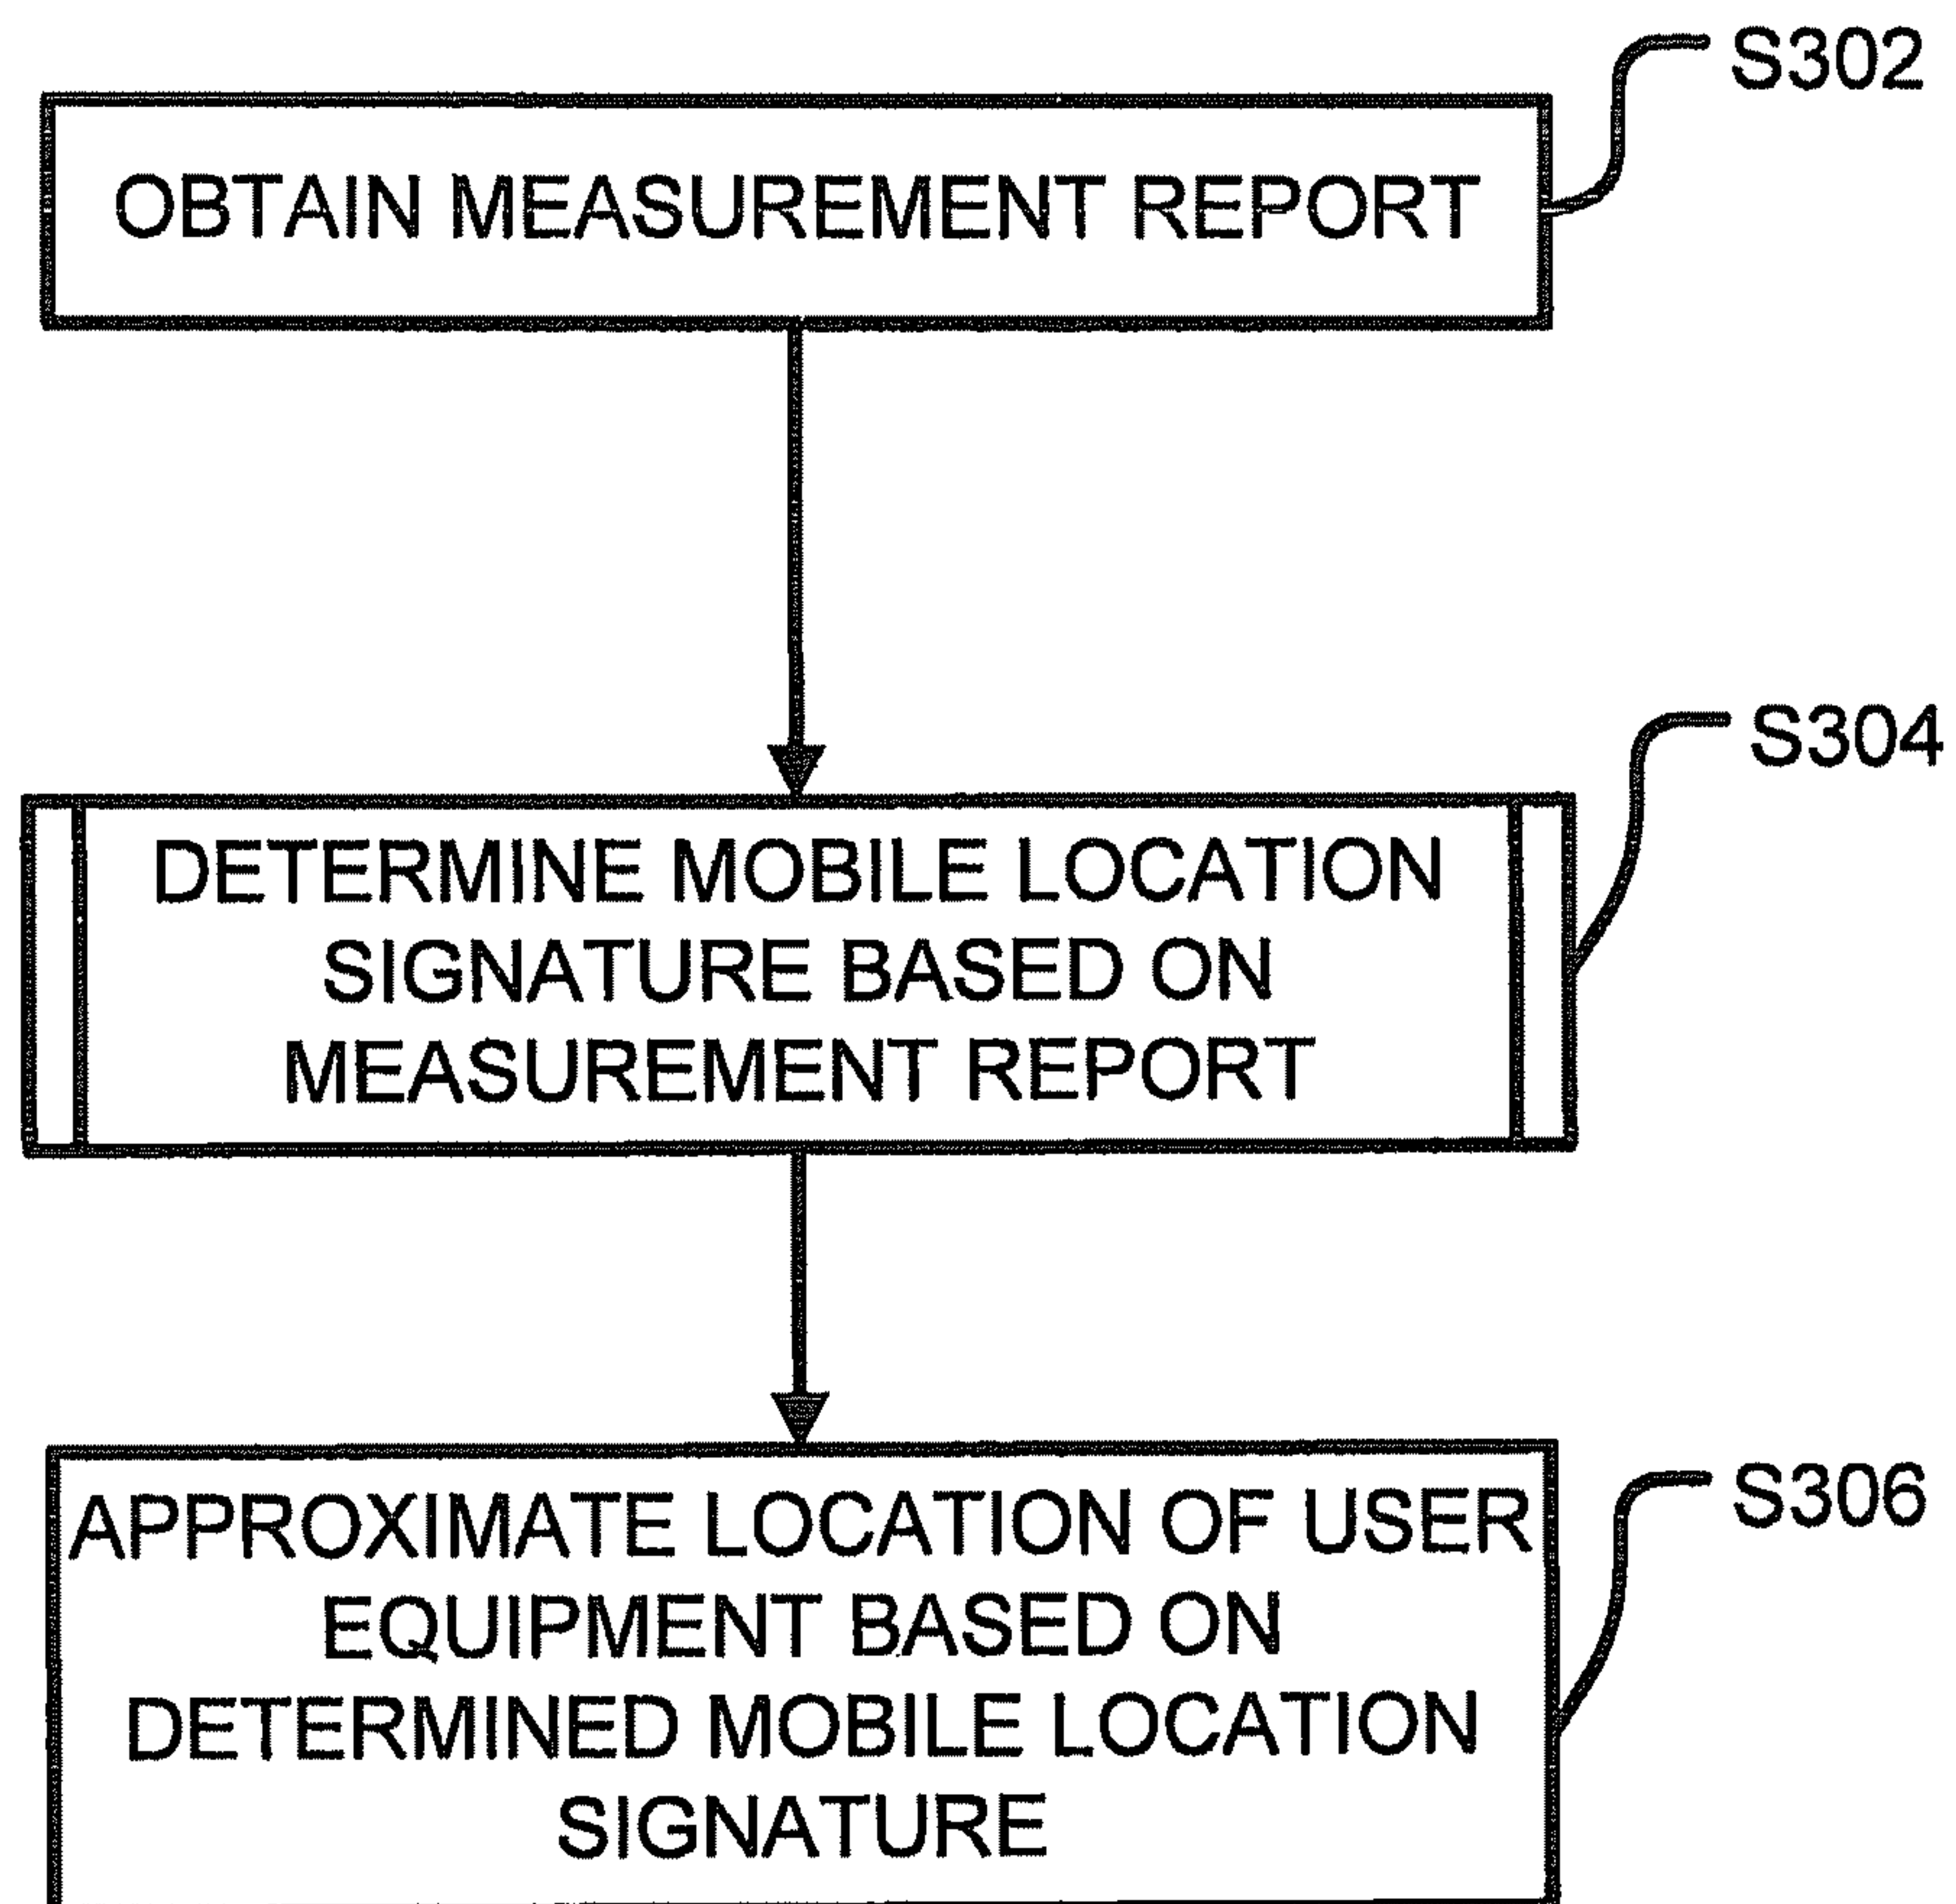 S302
OBTAIN MEASUREMENT REPORT
S304
DETERMINE MOBILE LOCATION
SIGNATURE BASED ON
MEASUREMENT REPORT
S306
APPROXIMATE LOCATION OF USER
EQUIPMENT BASED ON
DETERMINED MOBILE LOCATION
SIGNATURE